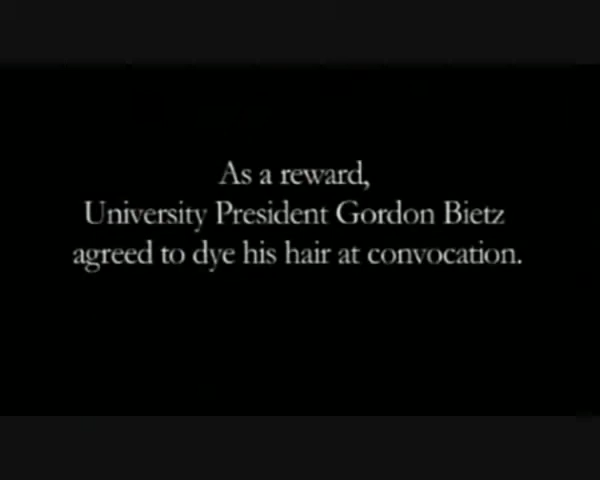 As a reward,
University President Gordon Bietz
agreed to dye his hair at convocation.